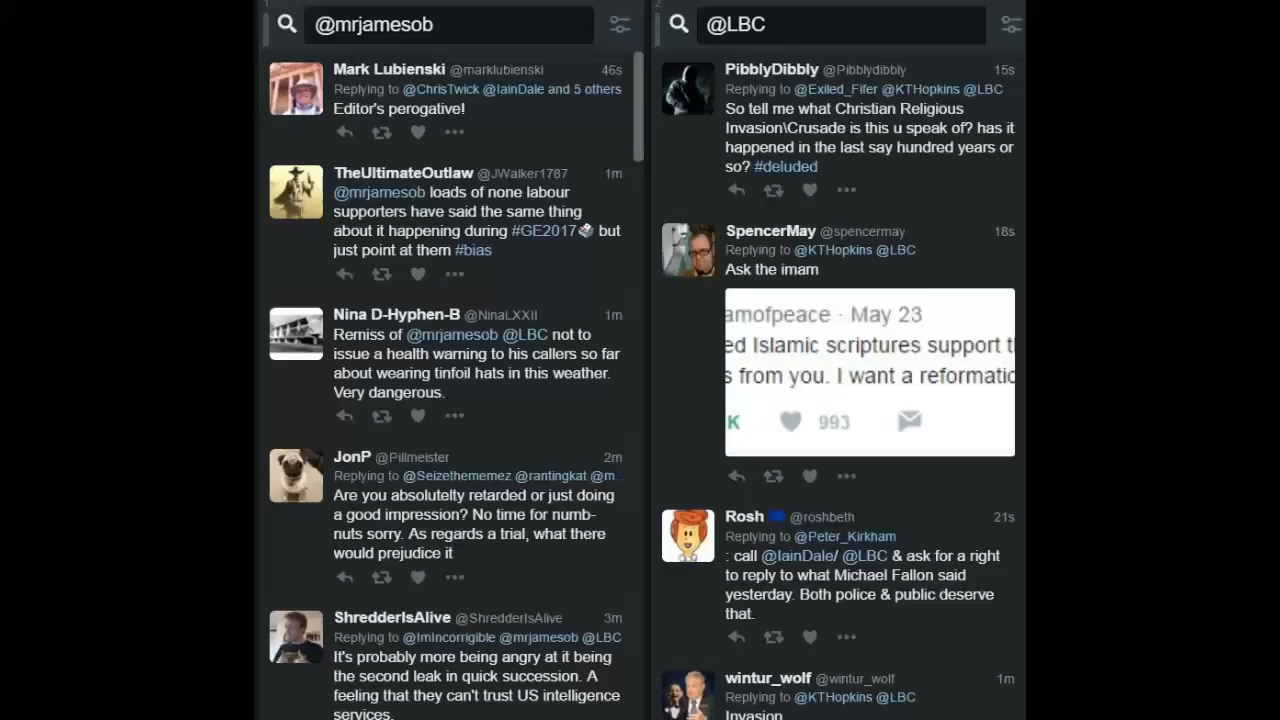 @mrjamesob
Mark Lubienski @marklubienski 46s
Replying to @ChrisTwick @IainDale and 5 others
Editor's perogative!
TheUltimateOutlaw @JWalker1787 1m
@mrjamesob loads of none labour
supporters have said the same thing
about it happening during #GE2017 but
just point at them #bias
Nina D-Hyphen-B @NinaLXXII 1m
Remiss of @mrjamesob @LBC not to
issue a health warning to his callers so far
about wearing tinfoil hats in this weather.
Very dangerous.
JonP @Pillmeister 2m
Replying to @Seizethememez @rantingkat @m..
Are you absolutelty retarded or just doing
a good impression? No time for numb-
nuts sorry. As regards a trial, what there
would prejudice it
ShredderIsAlive @ShredderIsAlive 3m
Replying to @ImIncorrigible @mrjamesob @LBC
It's probably more being angry at it being
the second leak in quick succession. A
feeling that they can't trust US intelligence
services.
@LBC
PibblyDibbly @Pibblydibbly 15s
Replying to @Exiled_Fifer @KTHopkins @LBC
So tell me what Christian Religious
Invasion\Crusade is this u speak of? has it
happened in the last say hundred years or
so? #deluded
SpencerMay @spencermay 18s
Replying to @KTHopkins @LBC
Ask the imam
amofpeace · May 23
ed Islamic scriptures support t
s from you. I want a reformatic
K 993
Rosh @roshbeth 21s
Replying to @Peter_Kirkham
: call @IainDale/ @LBC & ask for a right
to reply to what Michael Fallon said
yesterday. Both police & public deserve
that.
wintur_wolf @wintur_wolf 1m
Replying to @KTHopkins @LBC
Invasion